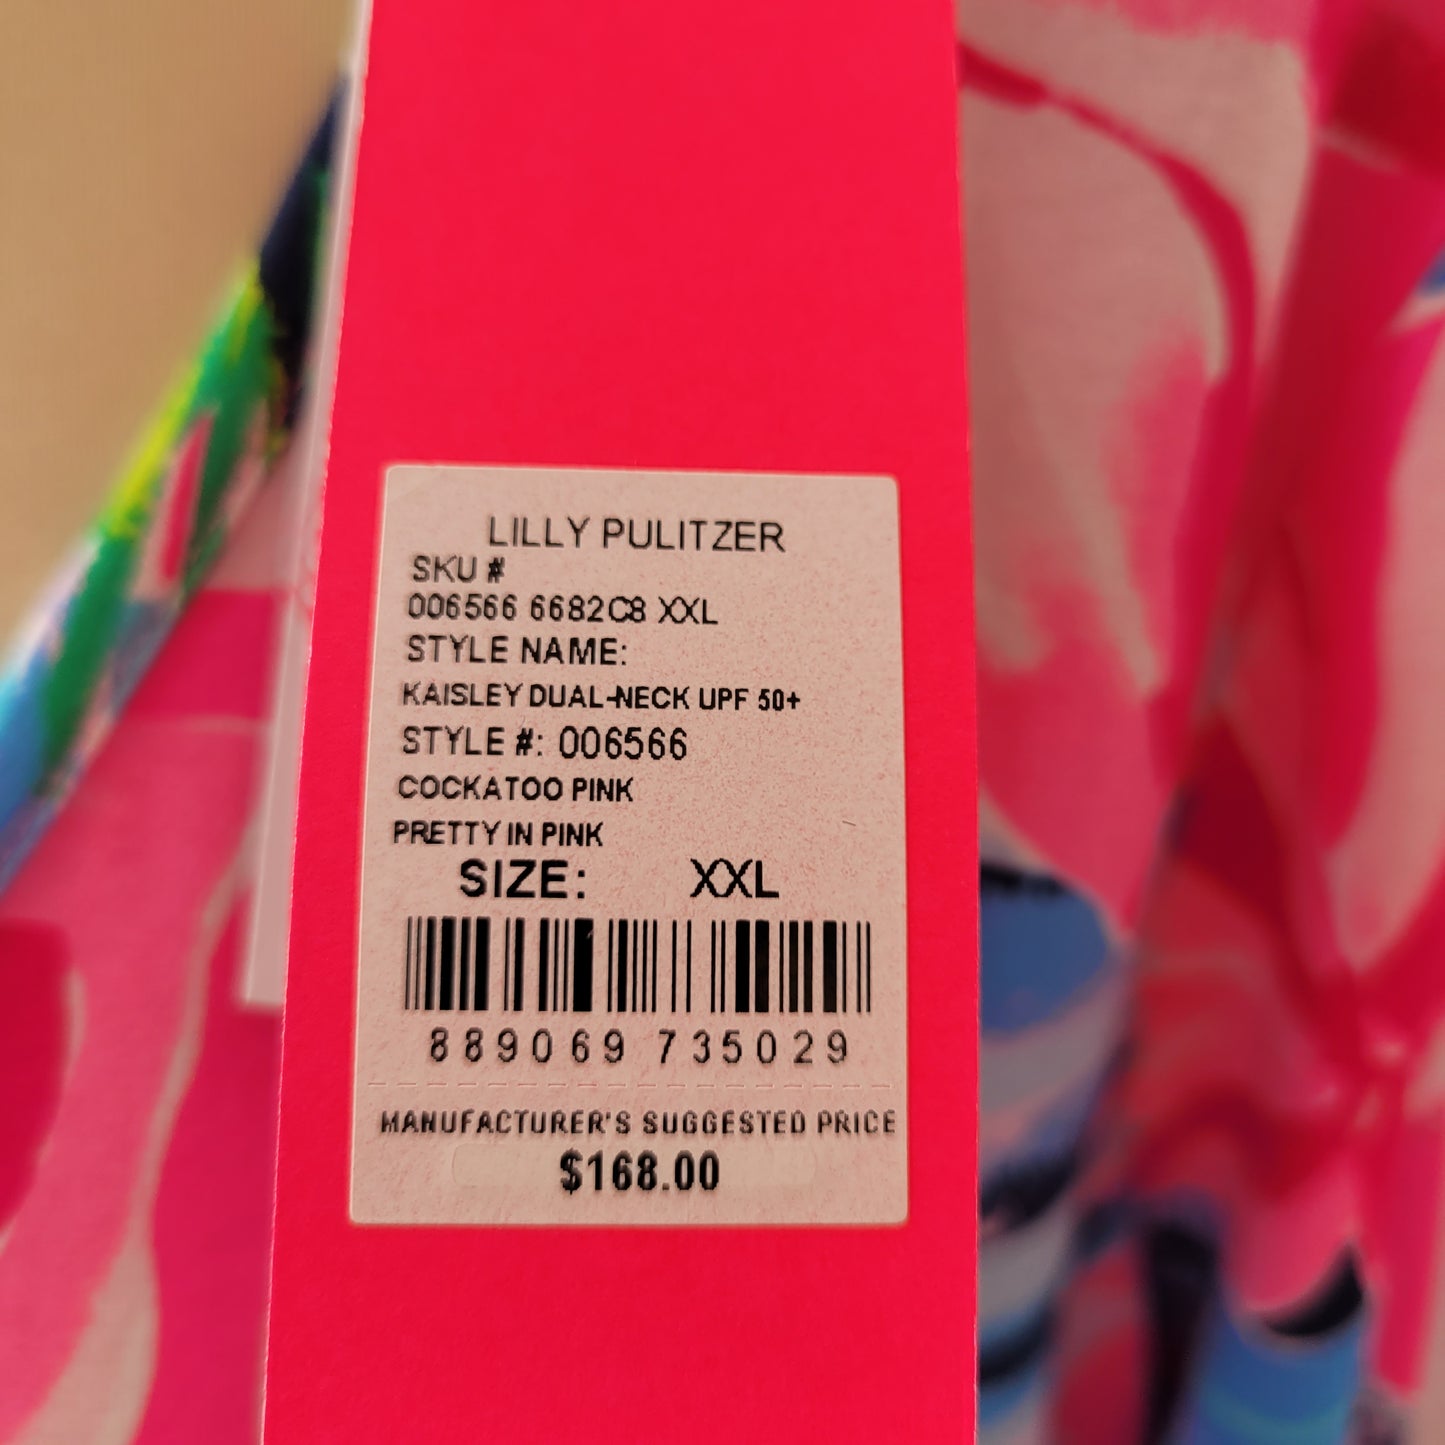 LILLY PULITZER
SKU #
006566 6682C8 XXL
STYLE NAME:
KAISLEY DUAL-NECK UPF 50+
STYLE #: 006566
COCKATOO PINK
PRETTY IN PINK
SIZE: XXL
889069 735029
MANUFACTURER'S SUGGESTED PRICE
$168.00